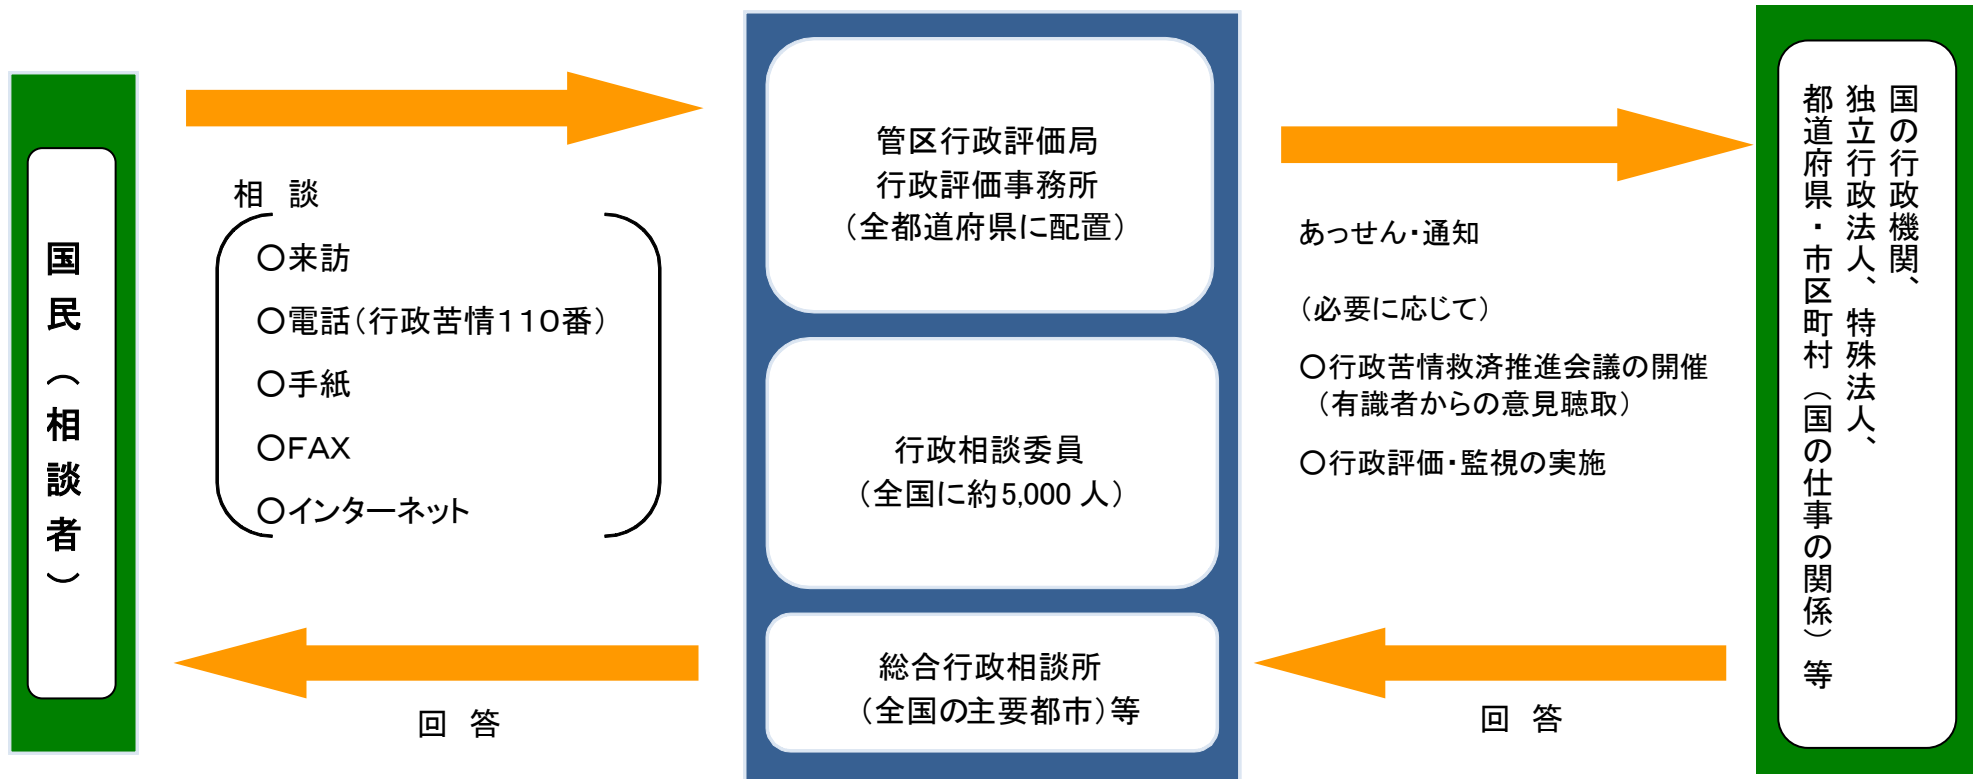 国民（相談者）
相　談
○来訪
○電話（行政苦情１１０番）
○手紙
○FAX
○インターネット
回　答
管区行政評価局
行政評価事務所
（全都道府県に配置）
行政相談委員
（全国に約5,000 人）
総合行政相談所
（全国の主要都市）等
あっせん・通知
（必要に応じて）
○行政苦情救済推進会議の開催
（有識者からの意見聴取）
○行政評価・監視の実施
回　答
国の行政機関、
独立行政法人、特殊法人、
都道府県・市区町村（国の仕事の関係）等